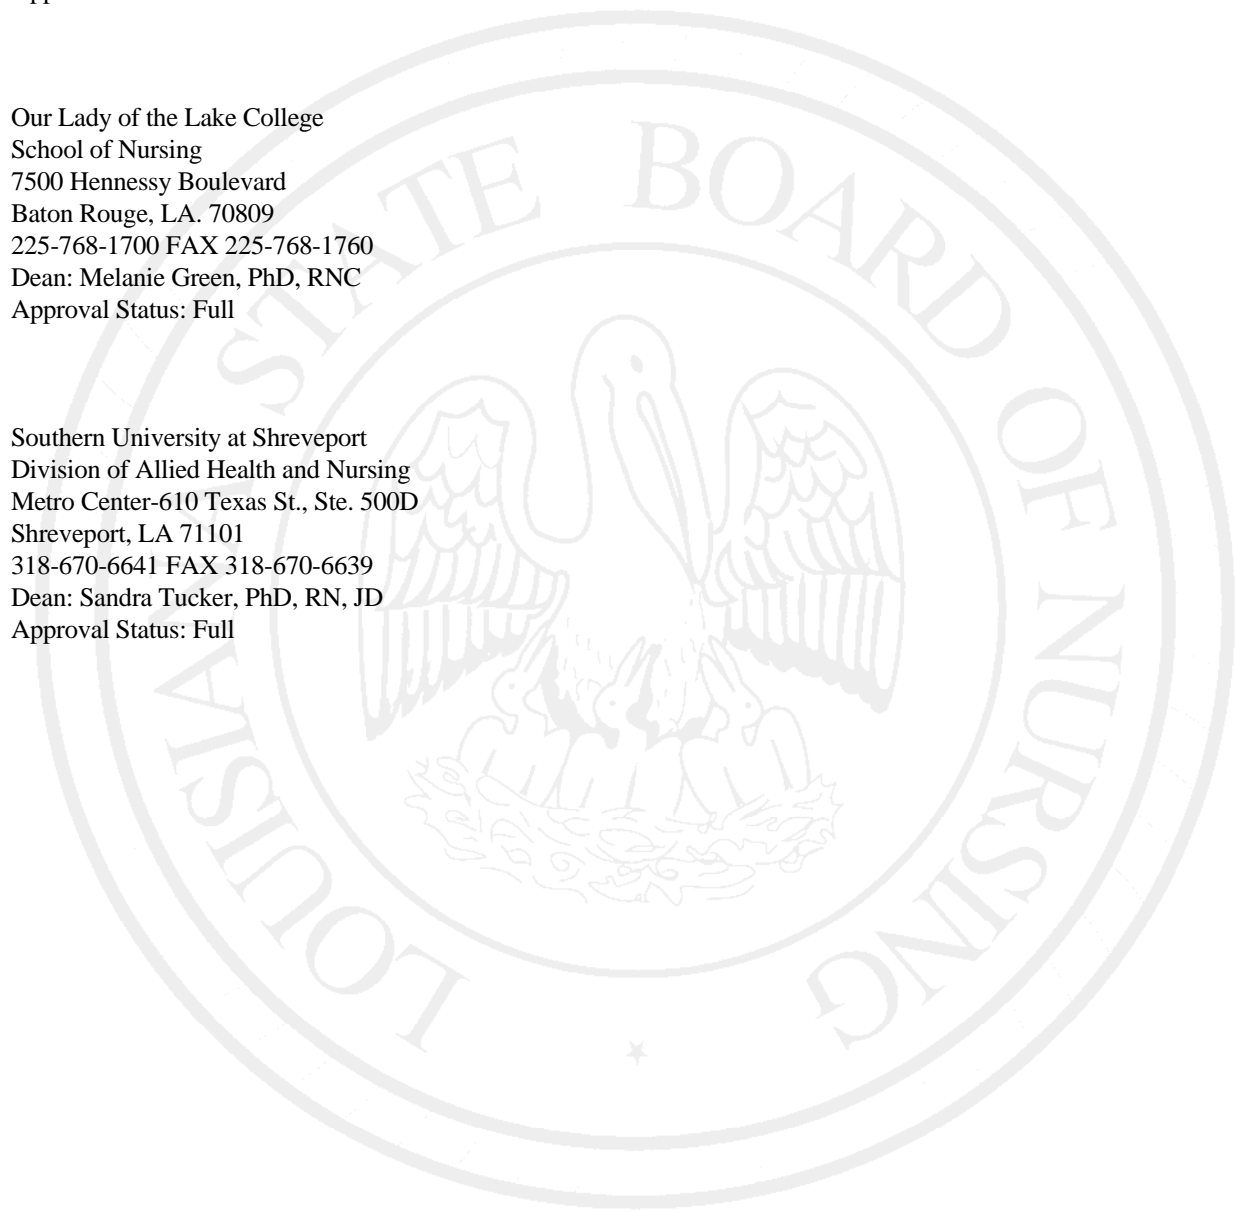 Our Lady of the Lake College
School of Nursing
7500 Hennessy Boulevard
Baton Rouge, LA. 70809
225-768-1700 FAX 225-768-1760
Dean: Melanie Green, PhD, RNC
Approval Status: Full
Southern University at Shreveport
Division of Allied Health and Nursing
Metro Center-610 Texas St., Ste. 500D
Shreveport, LA 71101
318-670-6641 FAX 318-670-6639
Dean: Sandra Tucker, PhD, RN, JD
Approval Status: Full
LOUISIANA STATE BOARD OF NURSING